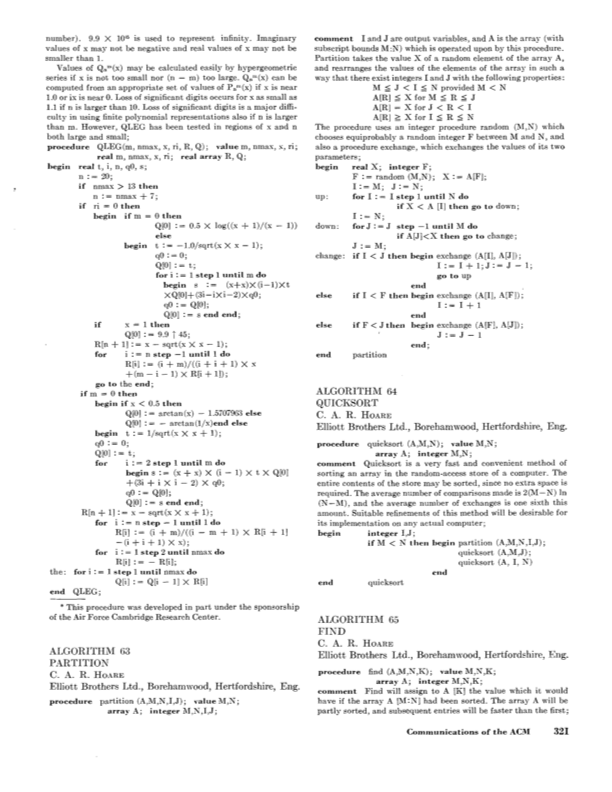 number). 9.9 × 10⁴⁵ is used to represent infinity. Imaginary
values of x may not be negative and real values of x may not be
smaller than 1.
Values of Qₙᵐ(x) may be calculated easily by hypergeometric
series if x is not too small nor (n − m) too large. Qₙᵐ(x) can be
computed from an appropriate set of values of Pₙᵐ(x) if x is near
1.0 or ix is near 0. Loss of significant digits occurs for x as small as
1.1 if n is larger than 10. Loss of significant digits is a major diffi-
culty in using finite polynomial representations also if n is larger
than m. However, QLEG has been tested in regions of x and n
both large and small;
procedure QLEG(m, nmax, x, ri, R, Q); value m, nmax, x, ri;
real m, nmax, x, ri; real array R, Q;
begin real t, i, n, q0, s;
n := 20;
if nmax > 13 then
n := nmax + 7;
if ri = 0 then
begin if m = 0 then
Q[0] := 0.5 × log((x + 1)/(x − 1))
else
begin t := −1.0/sqrt(x × x − 1);
q0 := 0;
Q[0] := t;
for i := 1 step 1 until m do
begin s := (x+x)×(i−1)×t
×Q[0]+(3i−i×i−2)×q0;
q0 := Q[0];
Q[0] := s end end;
if x = 1 then
Q[0] := 9.9 ↑ 45;
R[n + 1] := x − sqrt(x × x − 1);
for i := n step −1 until 1 do
R[i] := (i + m)/((i + i + 1) × x
+(m − i − 1) × R[i + 1]);
go to the end;
if m = 0 then
begin if x < 0.5 then
Q[0] := arctan(x) − 1.5707963 else
Q[0] := − arctan(1/x)end else
begin t := 1/sqrt(x × x + 1);
q0 := 0;
Q[0] := t;
for i := 2 step 1 until m do
begin s := (x + x) × (i − 1) × t × Q[0]
+(3i + i × i − 2) × q0;
q0 := Q[0];
Q[0] := s end end;
R[n + 1] := x − sqrt(x × x + 1);
for i := n step − 1 until 1 do
R[i] := (i + m)/((i − m + 1) × R[i + 1]
−(i + i + 1) × x);
for i := 1 step 2 until nmax do
R[i] := − R[i];
the: for i := 1 step 1 until nmax do
Q[i] := Q[i − 1] × R[i]
end QLEG;
* This procedure was developed in part under the sponsorship
of the Air Force Cambridge Research Center.
ALGORITHM 63
PARTITION
C. A. R. HOARE
Elliott Brothers Ltd., Borehamwood, Hertfordshire, Eng.
procedure partition (A,M,N,I,J); value M,N;
array A; integer M,N,I,J;
comment I and J are output variables, and A is the array (with
subscript bounds M:N) which is operated upon by this procedure.
Partition takes the value X of a random element of the array A,
and rearranges the values of the elements of the array in such a
way that there exist integers I and J with the following properties:
M ≦ J < I ≦ N provided M < N
A[R] ≦ X for M ≦ R ≦ J
A[R] = X for J < R < I
A[R] ≧ X for I ≦ R ≦ N
The procedure uses an integer procedure random (M,N) which
chooses equiprobably a random integer F between M and N, and
also a procedure exchange, which exchanges the values of its two
parameters;
begin real X; integer F;
F := random (M,N); X := A[F];
I := M; J := N;
up: for I := I step 1 until N do
if X < A [I] then go to down;
I := N;
down: for J := J step −1 until M do
if A[J]<X then go to change;
J := M;
change: if I < J then begin exchange (A[I], A[J]);
I := I + 1; J := J − 1;
go to up
end
else if I < F then begin exchange (A[I], A[F]);
I := I + 1
end
else if F < J then begin exchange (A[F], A[J]);
J := J − 1
end;
end partition
ALGORITHM 64
QUICKSORT
C. A. R. HOARE
Elliott Brothers Ltd., Borehamwood, Hertfordshire, Eng.
procedure quicksort (A,M,N); value M,N;
array A; integer M,N;
comment Quicksort is a very fast and convenient method of
sorting an array in the random-access store of a computer. The
entire contents of the store may be sorted, since no extra space is
required. The average number of comparisons made is 2(M−N) ln
(N−M), and the average number of exchanges is one sixth this
amount. Suitable refinements of this method will be desirable for
its implementation on any actual computer;
begin integer I,J;
if M < N then begin partition (A,M,N,I,J);
quicksort (A,M,J);
quicksort (A, I, N)
end
end quicksort
ALGORITHM 65
FIND
C. A. R. HOARE
Elliott Brothers Ltd., Borehamwood, Hertfordshire, Eng.
procedure find (A,M,N,K); value M,N,K;
array A; integer M,N,K;
comment Find will assign to A [K] the value which it would
have if the array A [M:N] had been sorted. The array A will be
partly sorted, and subsequent entries will be faster than the first;
Communications of the ACM 321